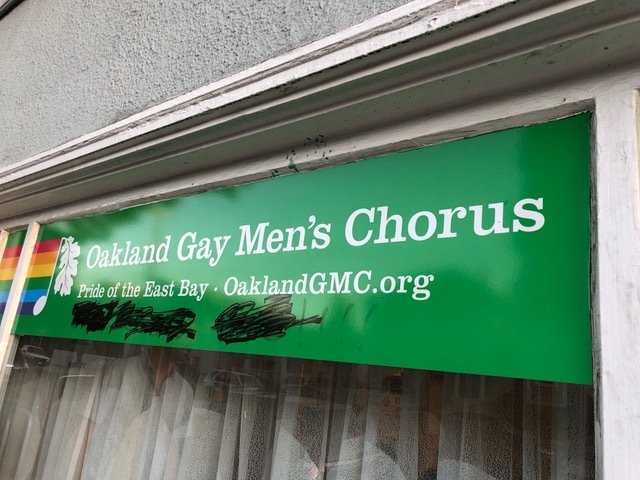 Oakland Gay Men's Chorus
Pride of the East Bay · OaklandGMC.org